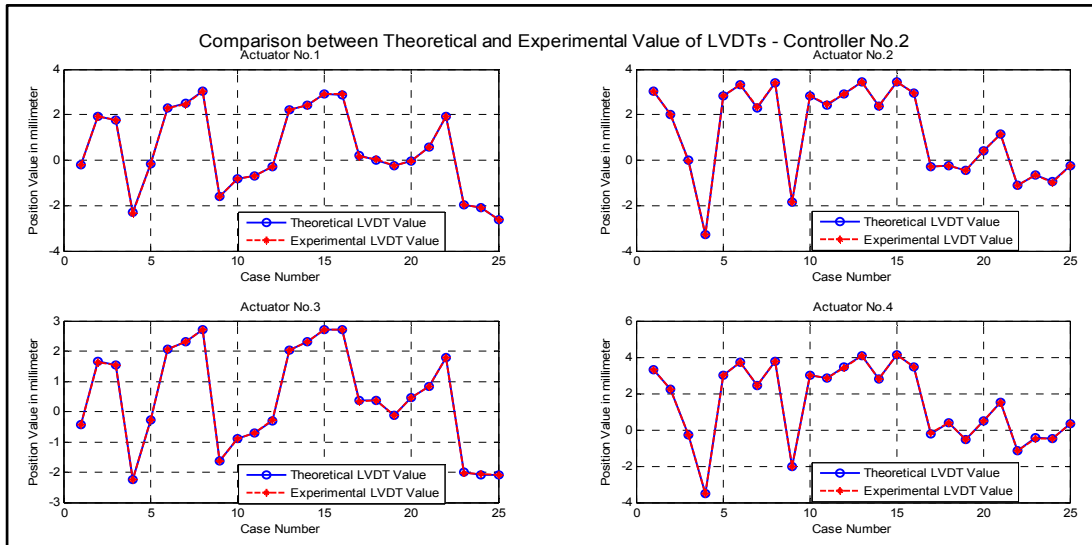 Comparison between Theoretical and Experimental Value of LVDTs - Controller No.2
Actuator No.1
Position Value in millimeter
4
2
0
-2
-4
0 5 10 15 20 25
Case Number
Theoretical LVDT Value
Experimental LVDT Value
Actuator No.2
Position Value in millimeter
4
2
0
-2
-4
0 5 10 15 20 25
Case Number
Theoretical LVDT Value
Experimental LVDT Value
Actuator No.3
Position Value in millimeter
3
2
1
0
-1
-2
-3
0 5 10 15 20 25
Case Number
Theoretical LVDT Value
Experimental LVDT Value
Actuator No.4
Position Value in millimeter
6
4
2
0
-2
-4
0 5 10 15 20 25
Case Number
Theoretical LVDT Value
Experimental LVDT Value